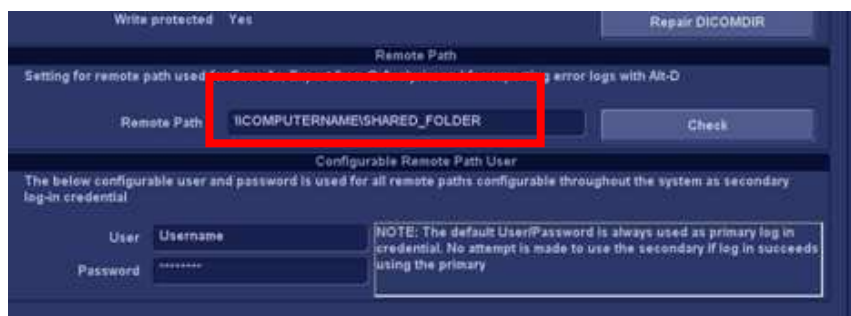 Write protected Yes
Repair DICOMDIR
Remote Path
Setting for remote path used error logs with Alt-D
Remote Path \\COMPUTERNAME\SHARED_FOLDER Check
Configurable Remote Path User
The below configurable user and password is used for all remote paths configurable throughout the system as secondary
log-in credential
User Username
Password ********
NOTE: The default User/Password is always used as primary log in
credential. No attempt is made to use the secondary if log in succeeds
using the primary